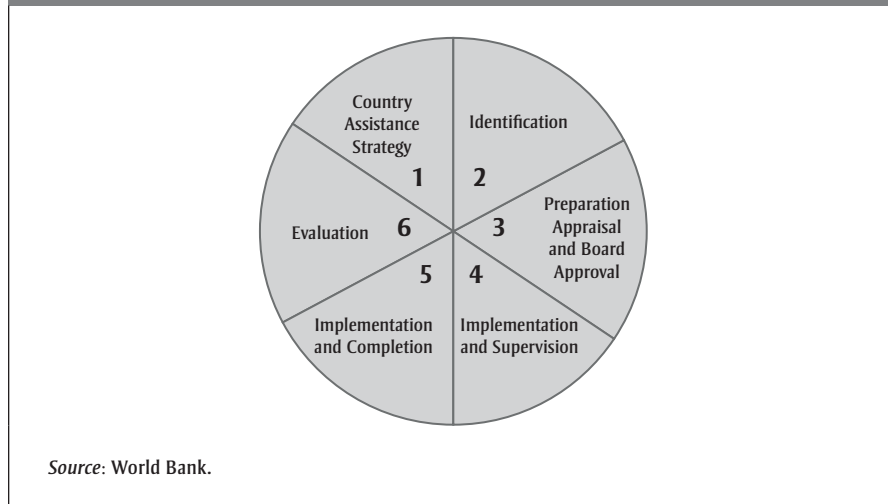 Country
Assistance
Strategy
1
Identification
2
Preparation
Appraisal
and Board
Approval
3
Implementation
and Supervision
4
Implementation
and Completion
5
Evaluation
6
Source: World Bank.